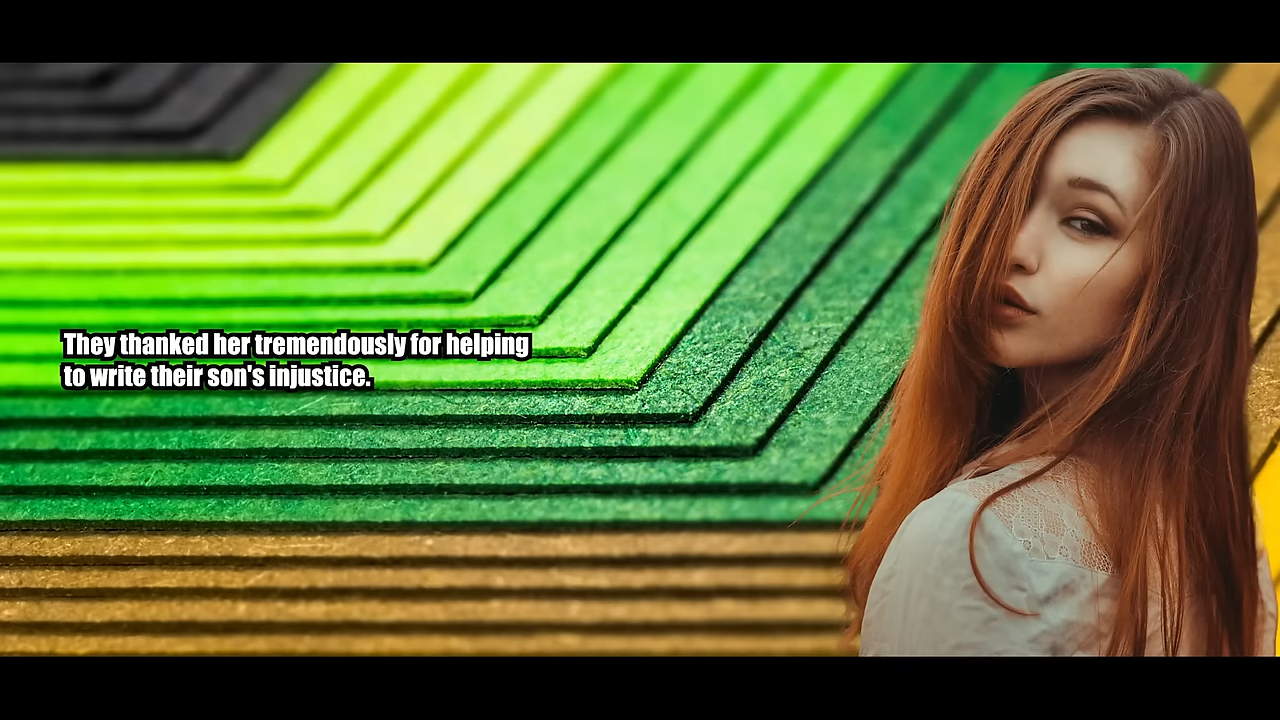 They thanked her tremendously for helping
to write their son's injustice.